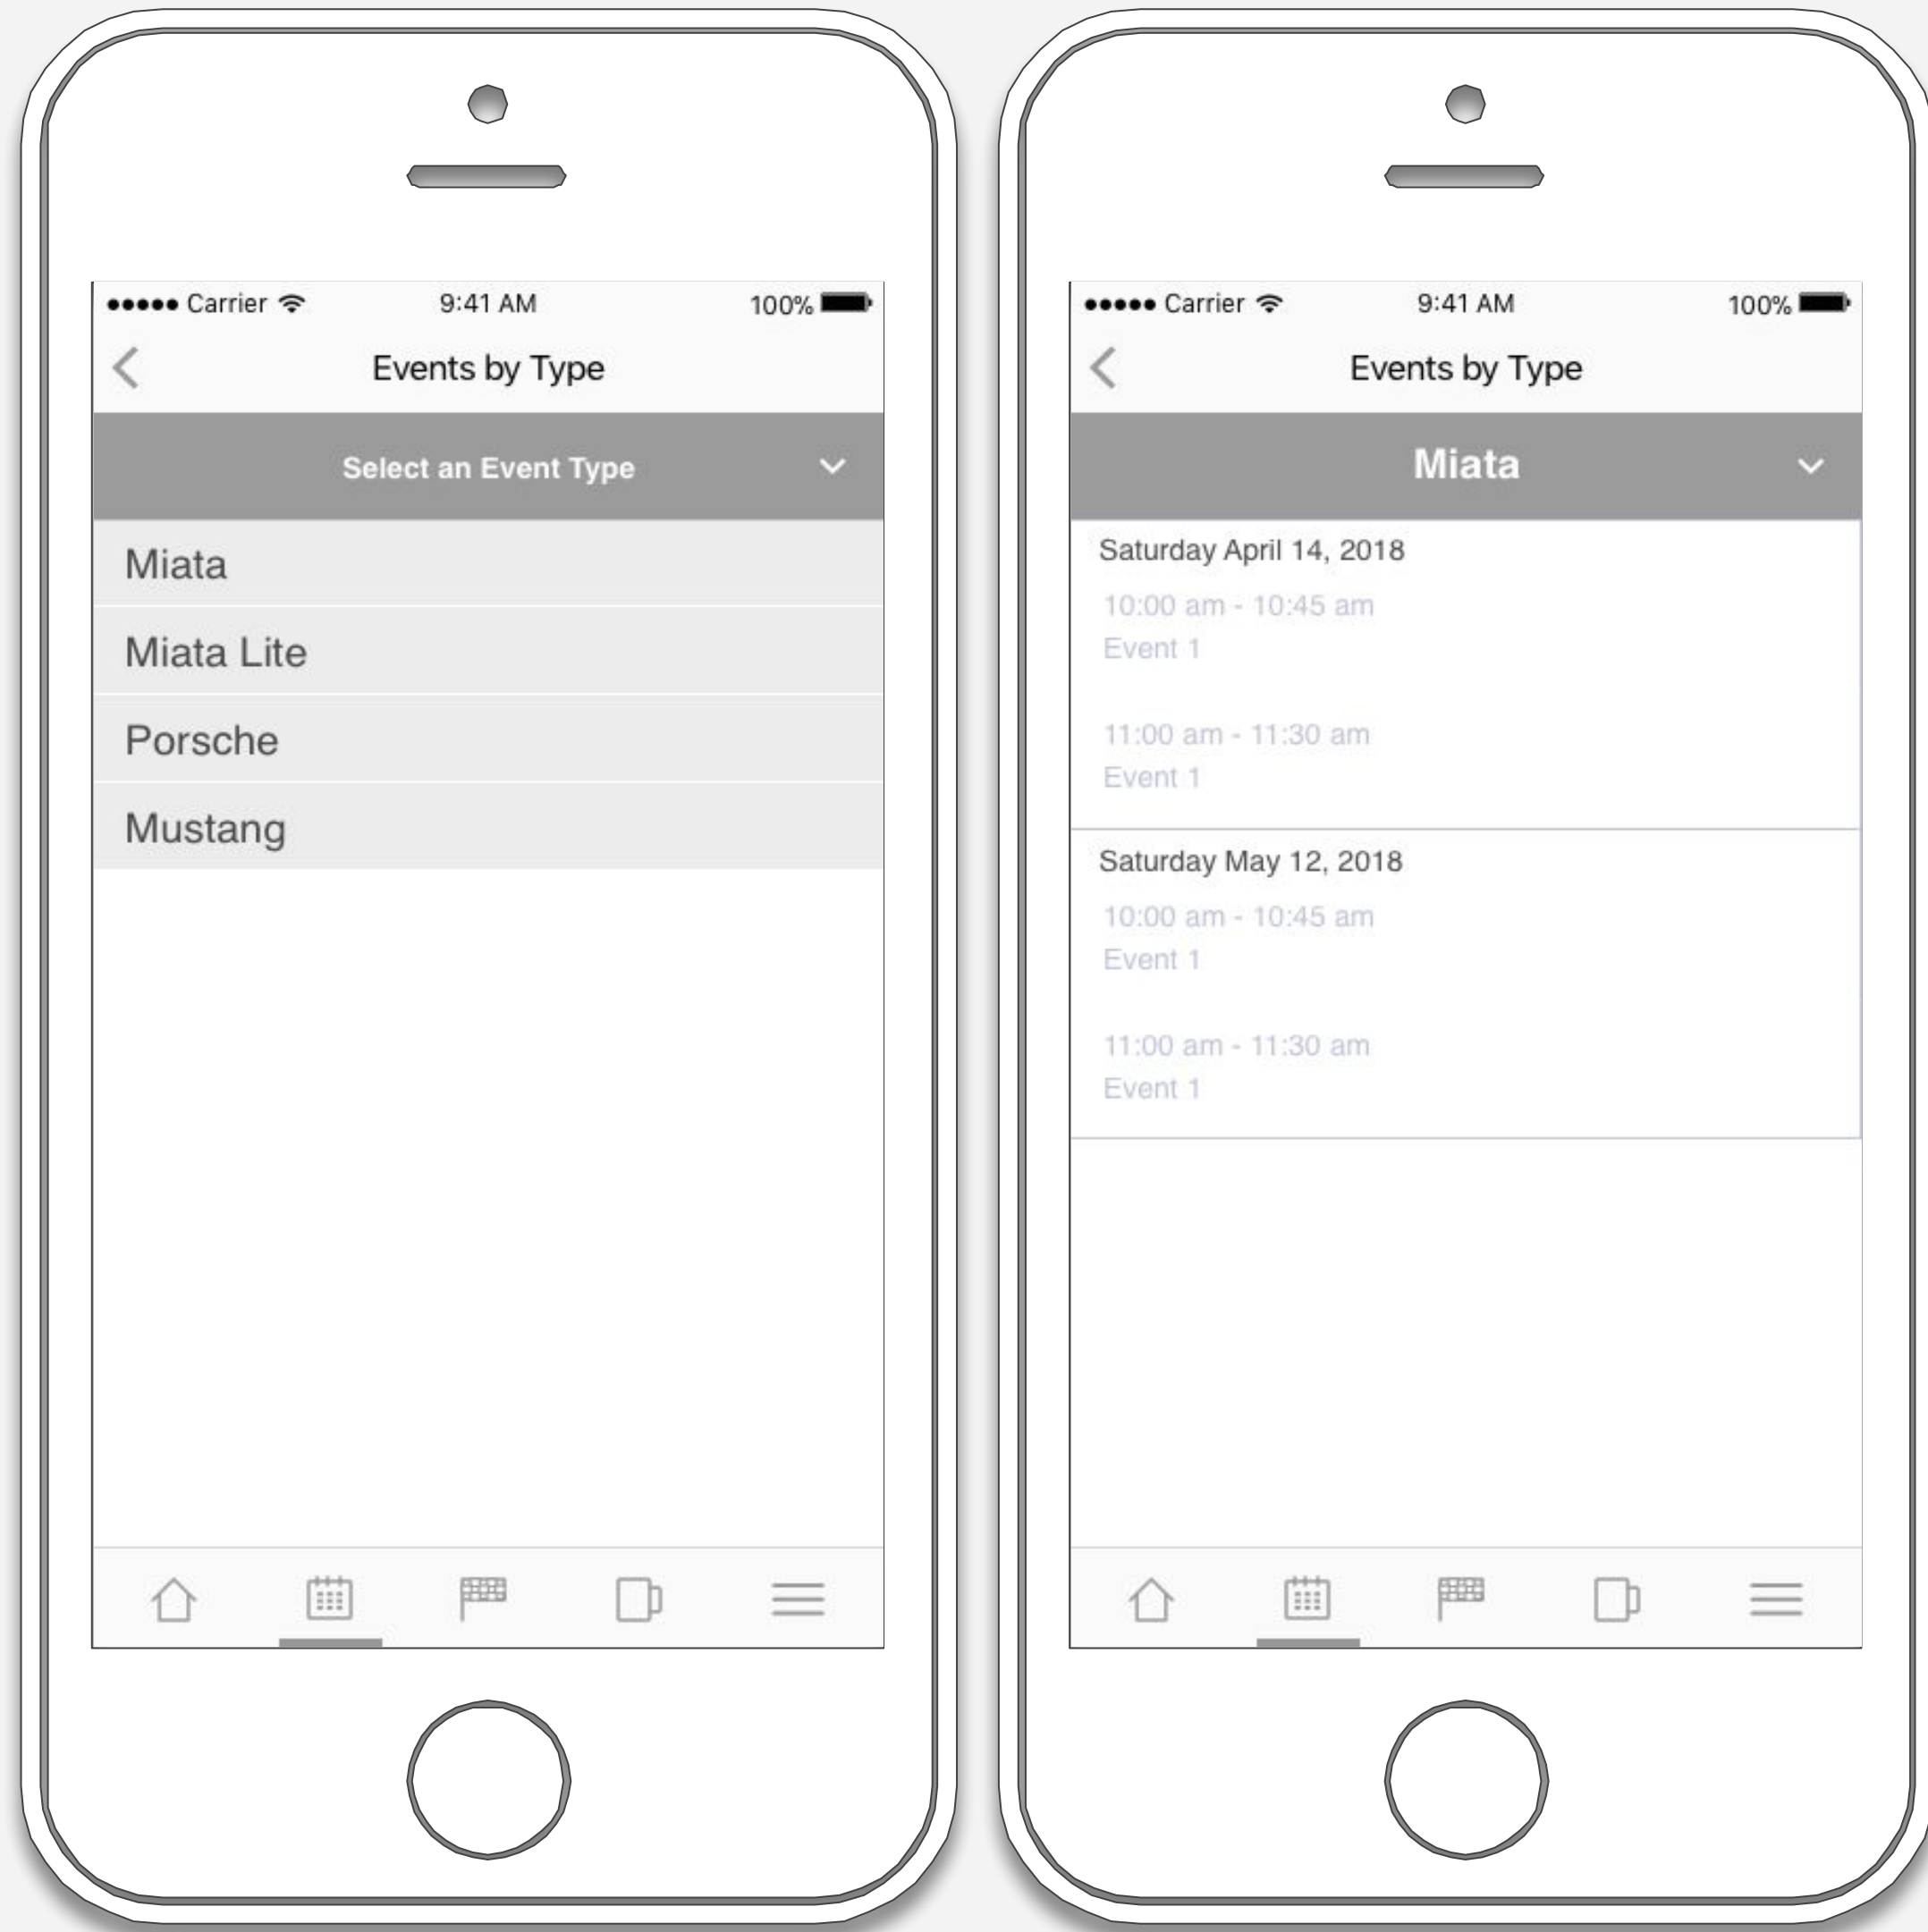 Carrier 9:41 AM 100%
Events by Type
Select an Event Type
Miata
Miata Lite
Porsche
Mustang
Carrier 9:41 AM 100%
Events by Type
Miata
Saturday April 14, 2018
10:00 am - 10:45 am
Event 1
11:00 am - 11:30 am
Event 1
Saturday May 12, 2018
10:00 am - 10:45 am
Event 1
11:00 am - 11:30 am
Event 1